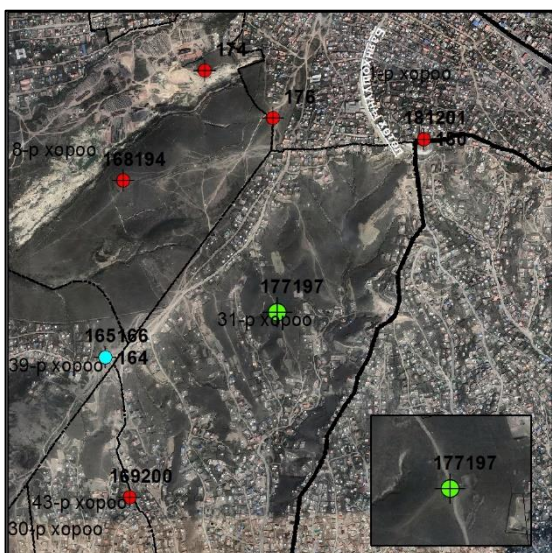 174
176
-р хороо
181201
180
8-р хороо
168194
177197
31-р хороо
165166
39-р хороо
164
169200
43-р хороо
30-р хороо
177197